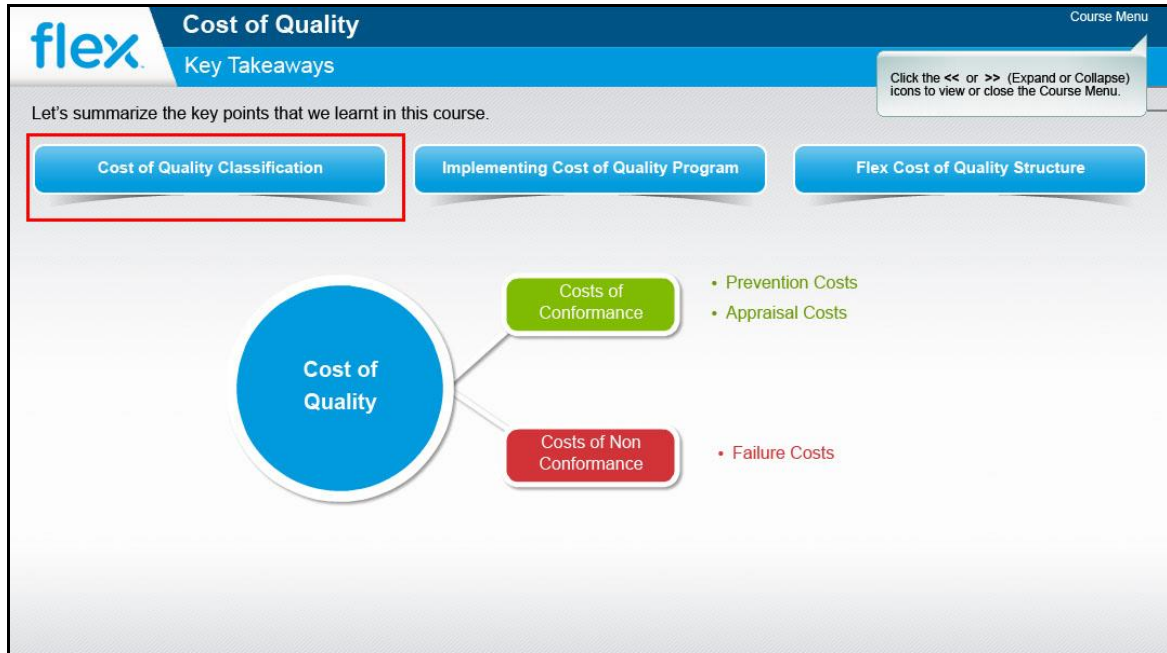 flex
Cost of Quality
Course Menu
Key Takeaways
Click the << or >> (Expand or Collapse)
icons to view or close the Course Menu.
Let's summarize the key points that we learnt in this course.
Cost of Quality Classification
Implementing Cost of Quality Program
Flex Cost of Quality Structure
Cost of
Quality
Costs of
Conformance
• Prevention Costs
• Appraisal Costs
Costs of Non
Conformance
• Failure Costs